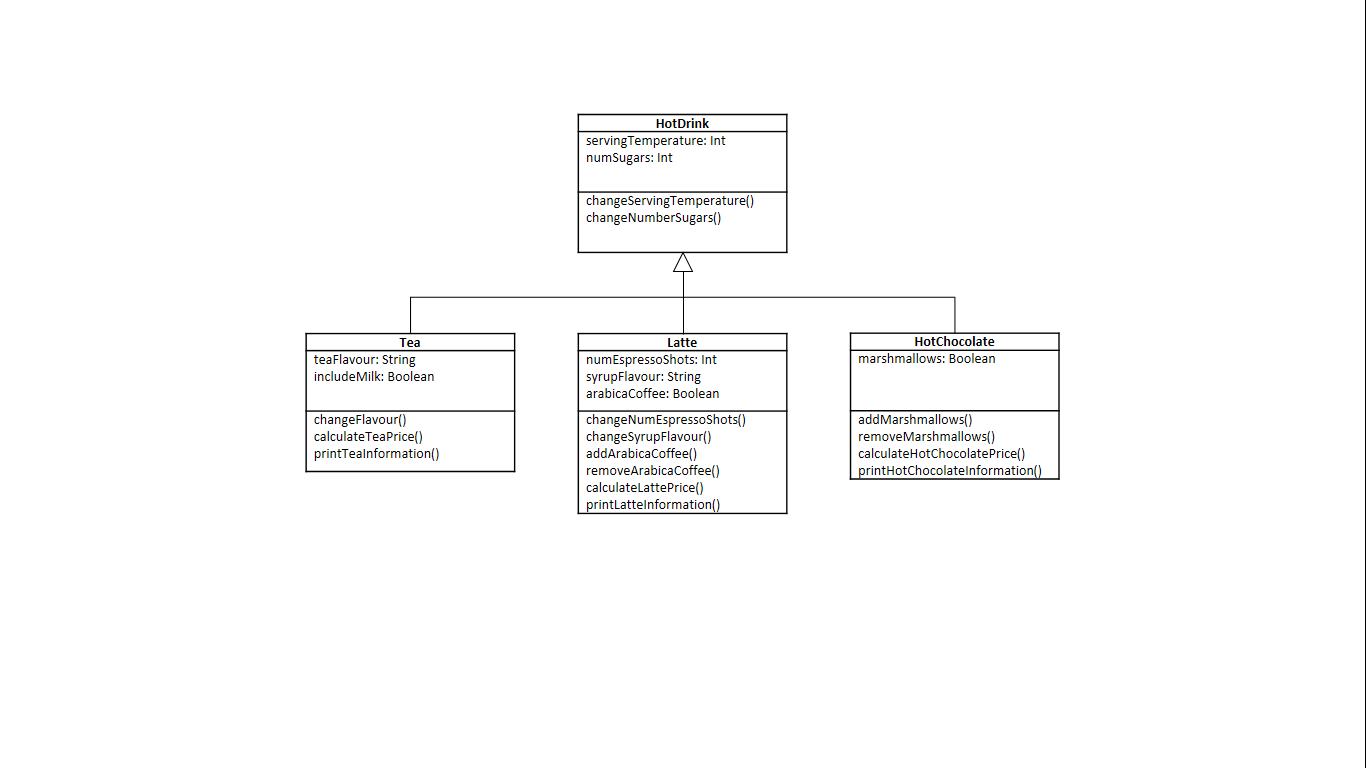 HotDrink
servingTemperature: Int
numSugars: Int
changeServingTemperature()
changeNumberSugars()
Tea
teaFlavour: String
includeMilk: Boolean
changeFlavour()
calculateTeaPrice()
printTeaInformation()
Latte
numEspressoShots: Int
syrupFlavour: String
arabicaCoffee: Boolean
changeNumEspressoShots()
changeSyrupFlavour()
addArabicaCoffee()
removeArabicaCoffee()
calculateLattePrice()
printLatteInformation()
HotChocolate
marshmallows: Boolean
addMarshmallows()
removeMarshmallows()
calculateHotChocolatePrice()
printHotChocolateInformation()